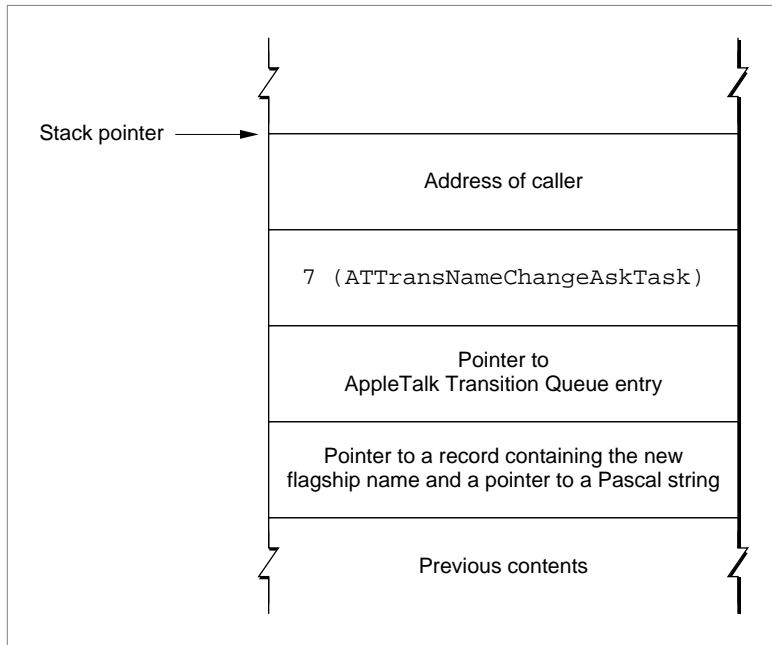 Stack pointer
Address of caller
7 (ATTransNameChangeAskTask)
Pointer to
AppleTalk Transition Queue entry
Pointer to a record containing the new
flagship name and a pointer to a Pascal string
Previous contents